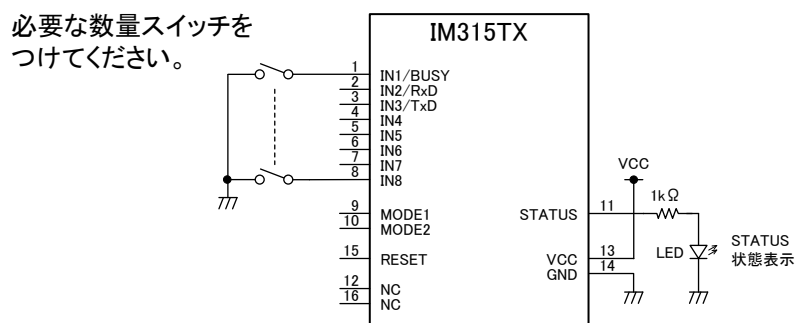 必要な数量スイッチを
つけてください。
IM315TX
1 IN1/BUSY
2 IN2/RxD
3 IN3/TxD
4 IN4
5 IN5
6 IN6
7 IN7
8 IN8
9 MODE1
10 MODE2
15 RESET
12 NC
16 NC
STATUS 11
VCC 13
GND 14
VCC
1kΩ
LED
STATUS
状態表示